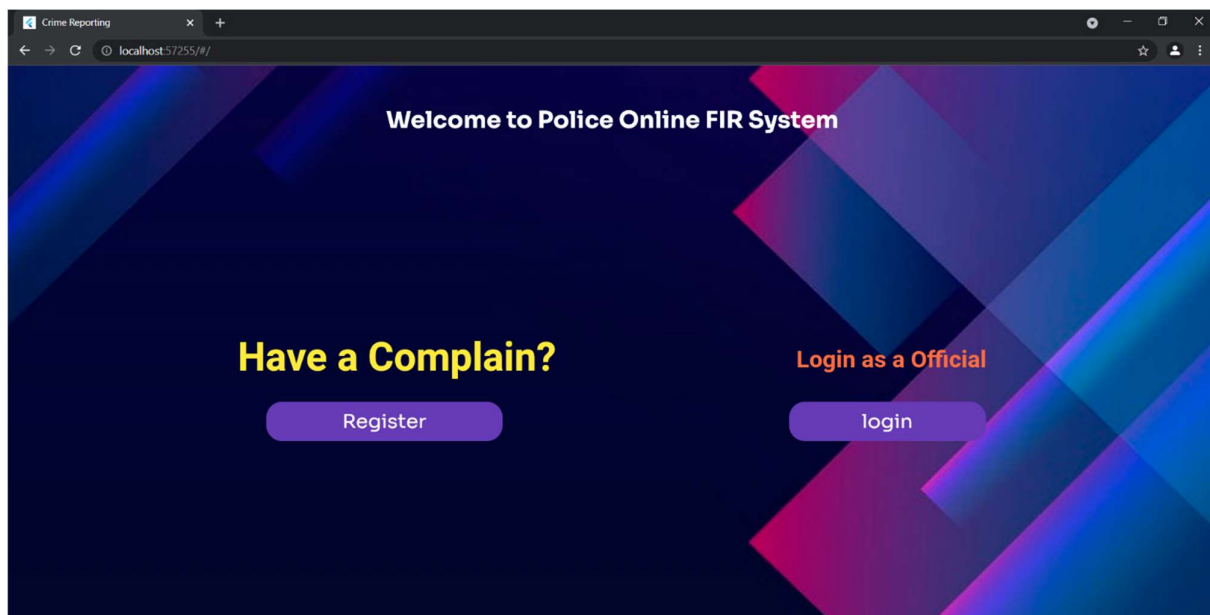 Crime Reporting
localhost:57255/#/
Welcome to Police Online FIR System
Have a Complain?
Login as a Official
Register
login